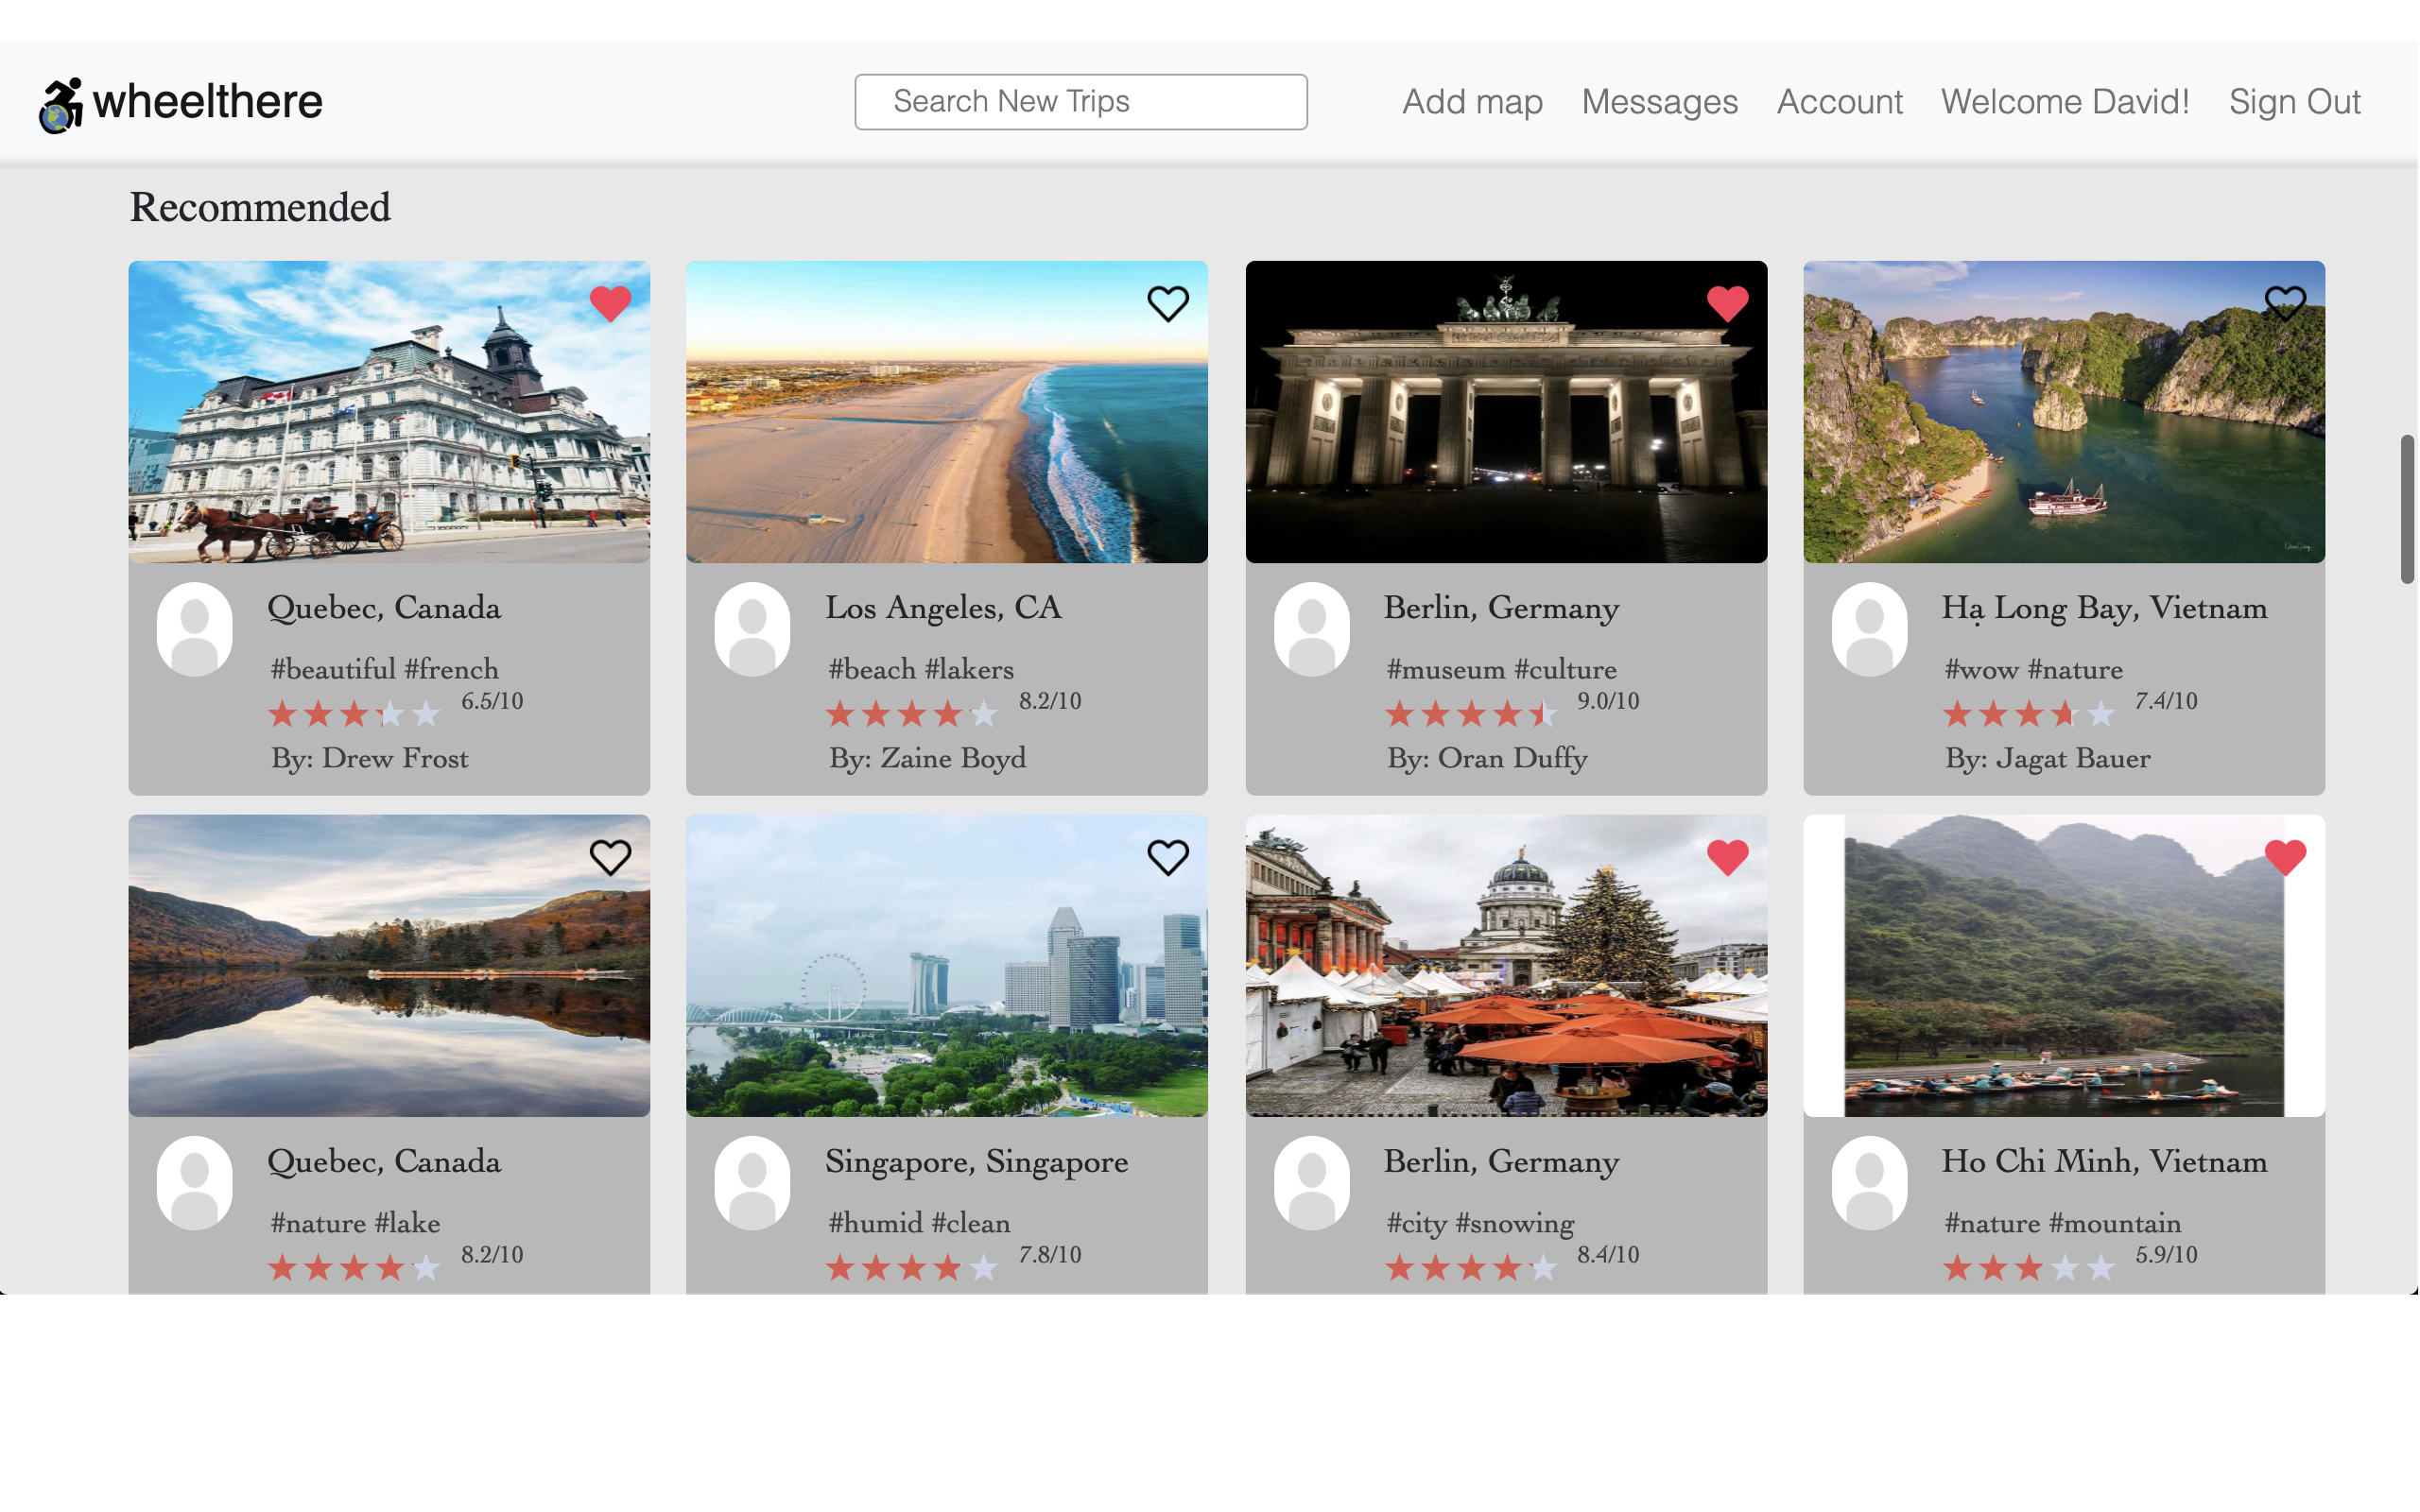 wheelthere
Search New Trips
Add map Messages Account Welcome David! Sign Out
Recommended
Quebec, Canada
#beautiful #french
6.5/10
By: Drew Frost
Los Angeles, CA
#beach #lakers
8.2/10
By: Zaine Boyd
Berlin, Germany
#museum #culture
9.0/10
By: Oran Duffy
Hạ Long Bay, Vietnam
#wow #nature
7.4/10
By: Jagat Bauer
Quebec, Canada
#nature #lake
8.2/10
Singapore, Singapore
#humid #clean
7.8/10
Berlin, Germany
#city #snowing
8.4/10
Ho Chi Minh, Vietnam
#nature #mountain
5.9/10